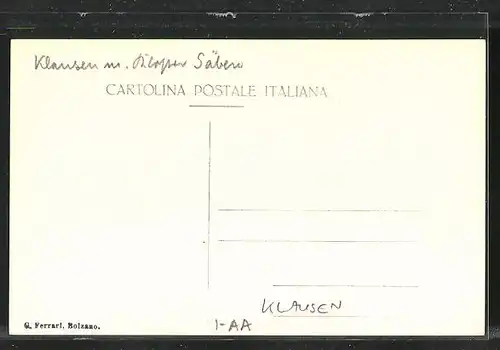 Klausen m. Kloster Säben
CARTOLINA POSTALE ITALIANA
KLAUSEN
I-AA
G. Ferrari, Bolzano.